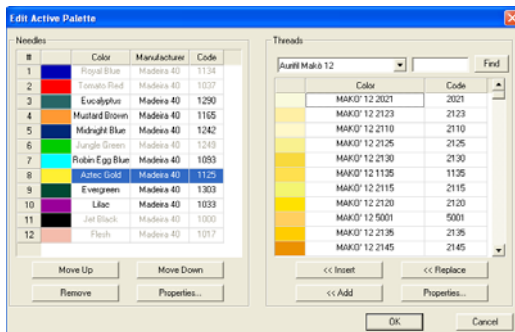 Edit Active Palette
Needles
# Color Manufacturer Code
1 Royal Blue Madeira 40 1134
2 Tomato Red Madeira 40 1037
3 Eucalyptus Madeira 40 1290
4 Mustard Brown Madeira 40 1165
5 Midnight Blue Madeira 40 1242
6 Jungle Green Madeira 40 1249
7 Robin Egg Blue Madeira 40 1093
8 Aztec Gold Madeira 40 1125
9 Evergreen Madeira 40 1303
10 Lilac Madeira 40 1033
11 Jet Black Madeira 40 1000
12 Flesh Madeira 40 1017
Move Up Move Down
Remove Properties...
Threads
Aurifil Makò 12 Find
Color Code
MAKO' 12 2021 2021
MAKO' 12 2123 2123
MAKO' 12 2110 2110
MAKO' 12 2125 2125
MAKO' 12 2130 2130
MAKO' 12 1135 1135
MAKO' 12 2115 2115
MAKO' 12 2120 2120
MAKO' 12 5001 5001
MAKO' 12 2135 2135
MAKO' 12 2145 2145
<< Insert << Replace
<< Add Properties...
OK Cancel